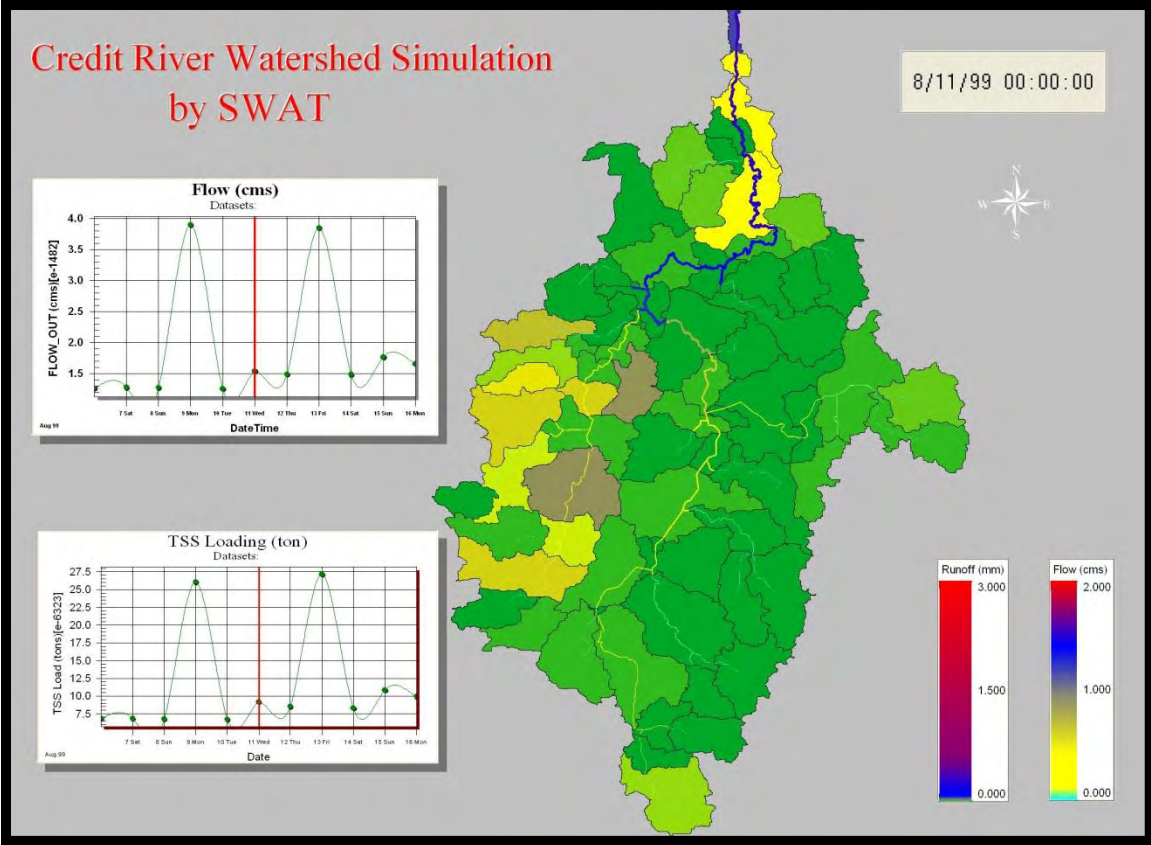 Credit River Watershed Simulation
by SWAT
8/11/99 00:00:00
N
W E
S
Flow (cms)
Datasets:
FLOW_OUT (cms)[e-1482]
4.0
3.5
3.0
2.5
2.0
1.5
7 Sat 8 Sun 9 Mon 10 Tue 11 Wed 12 Thu 13 Fri 14 Sat 15 Sun 16 Mon
Aug 99
DateTime
TSS Loading (ton)
Datasets:
TSS Load (tons)[e-6323]
27.5
25.0
22.5
20.0
17.5
15.0
12.5
10.0
7.5
7 Sat 8 Sun 9 Mon 10 Tue 11 Wed 12 Thu 13 Fri 14 Sat 15 Sun 16 Mon
Aug 99
Date
Runoff (mm)
3.000
1.500
0.000
Flow (cms)
2.000
1.000
0.000